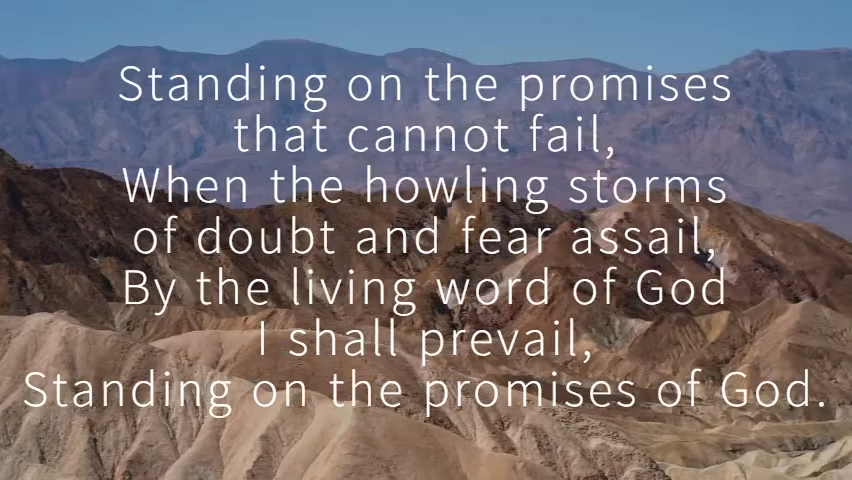 Standing on the promises
that cannot fail,
When the howling storms
of doubt and fear assail,
By the living word of God
I shall prevail,
Standing on the promises of God.